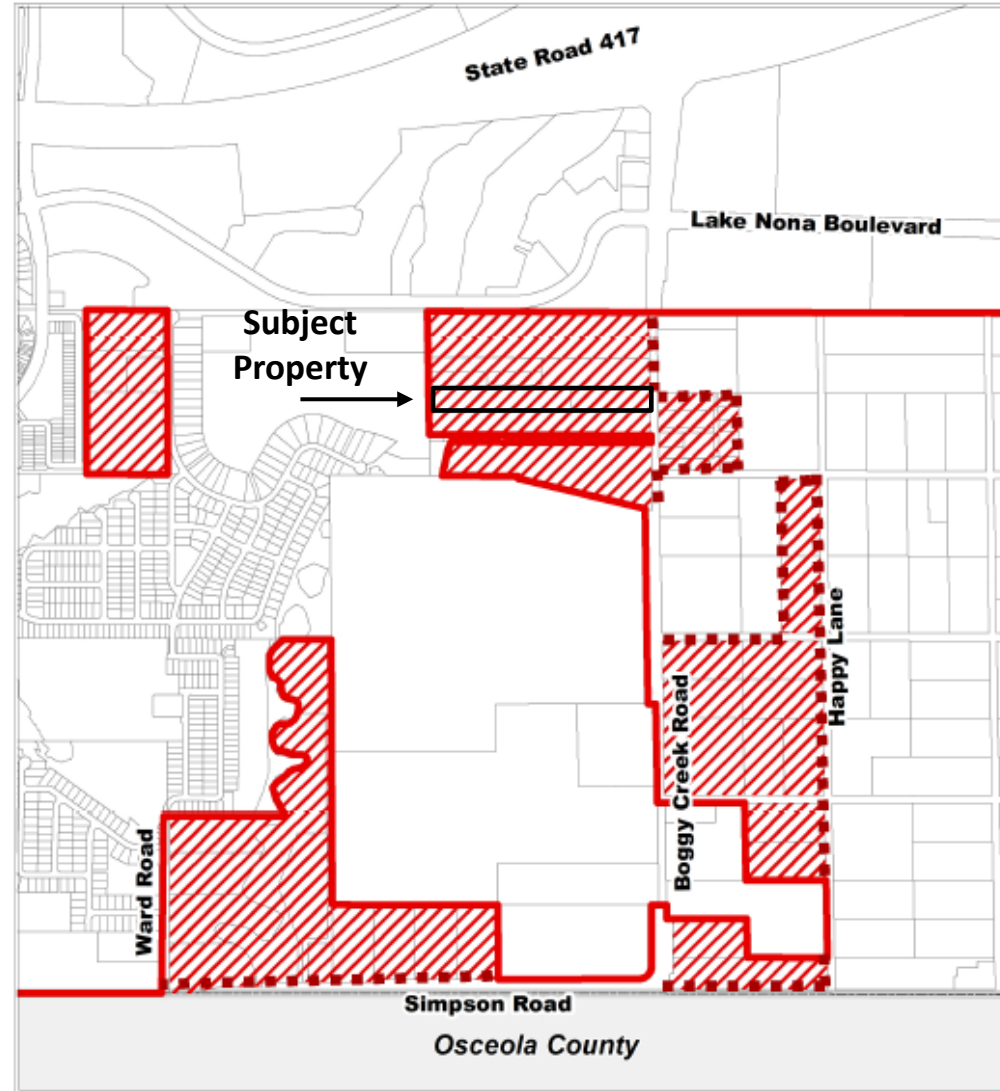 State Road 417
Lake Nona Boulevard
Subject
Property
Happy Lane
Boggy Creek Road
Ward Road
Simpson Road
Osceola County